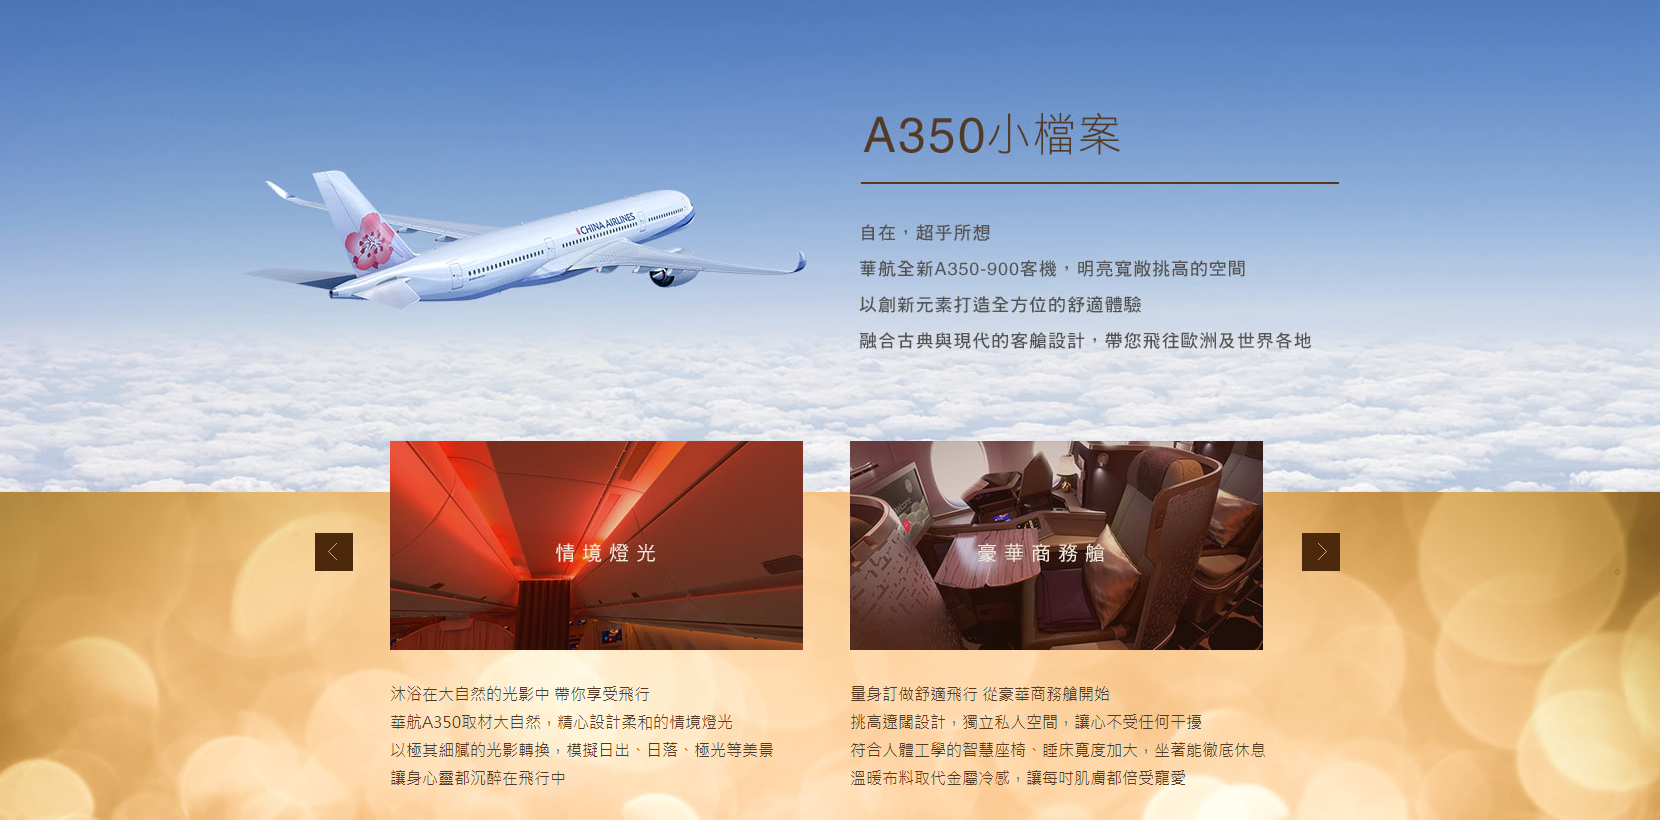 A350小檔案
CHINA AIRLINES
自在，超乎所想
華航全新A350-900客機，明亮寬敞挑高的空間
以創新元素打造全方位的舒適體驗
融合古典與現代的客艙設計，帶您飛往歐洲及世界各地
情境燈光
豪華商務艙
沐浴在大自然的光影中 帶你享受飛行
華航A350取材大自然，精心設計柔和的情境燈光
以極其細膩的光影轉換，模擬日出、日落、極光等美景
讓身心靈都沉醉在飛行中
量身訂做舒適飛行 從豪華商務艙開始
挑高遼闊設計，獨立私人空間，讓心不受任何干擾
符合人體工學的智慧座椅、睡床寬度加大，坐著能徹底休息
溫暖布料取代金屬冷感，讓每吋肌膚都倍受寵愛